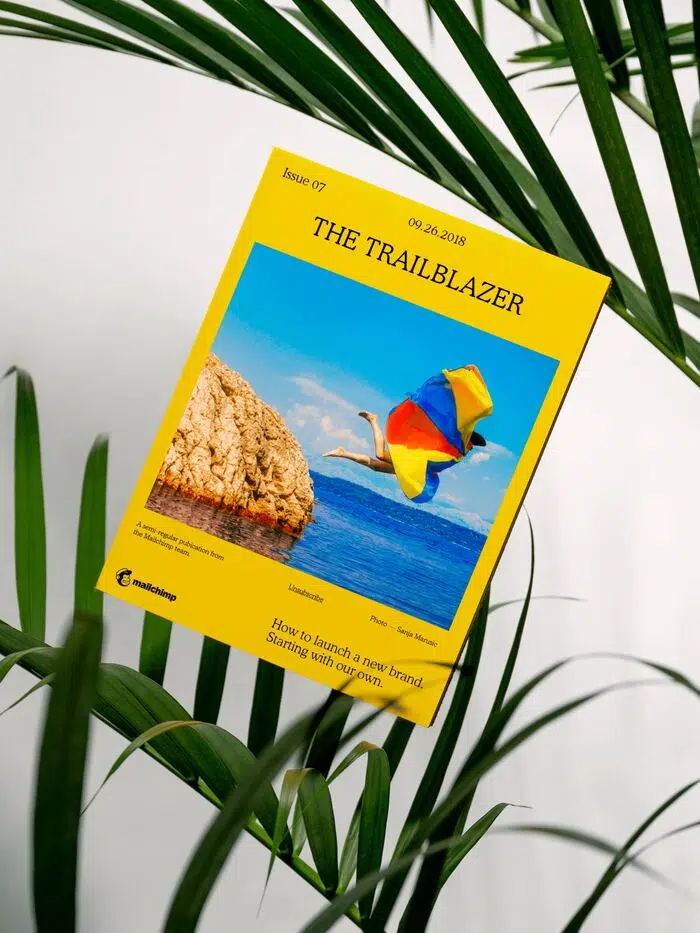 Issue 07
09.26.2018
THE TRAILBLAZER
A semi-regular pubication from
the Mailchimp team.
mailchimp
Unsubscribe
Photo — Sanja Marusic
How to launch a new brand.
Starting with our own.